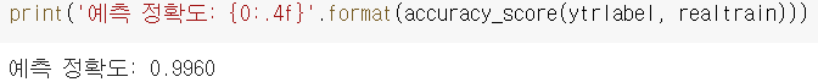 print('예측 정확도: {0:.4f}'.format(accuracy_score(ytrlabel, realtrain)))
예측 정확도: 0.9960